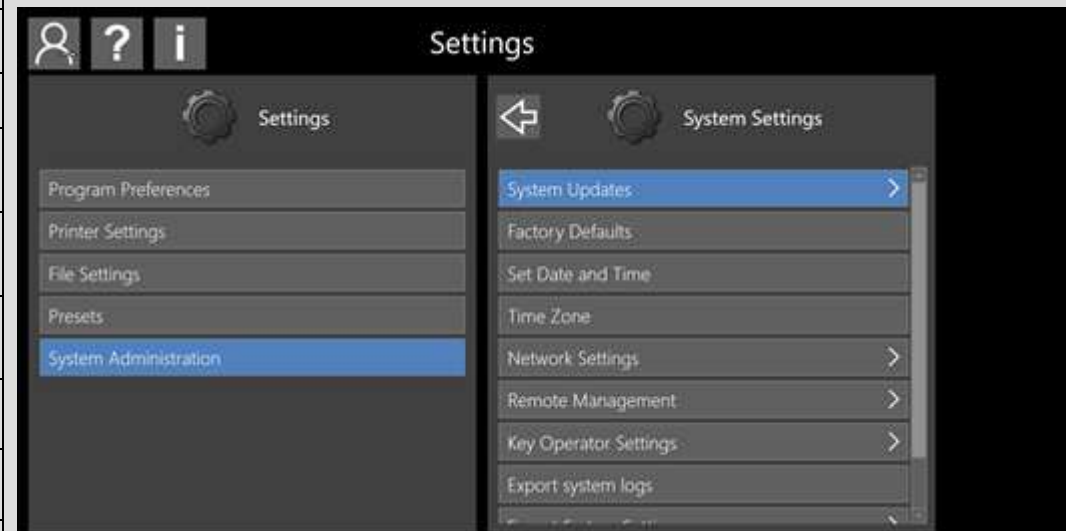 ? i Settings
Settings
Program Preferences
Printer Settings
File Settings
Presets
System Administration
System Settings
System Updates
Factory Defaults
Set Date and Time
Time Zone
Network Settings
Remote Management
Key Operator Settings
Export system logs